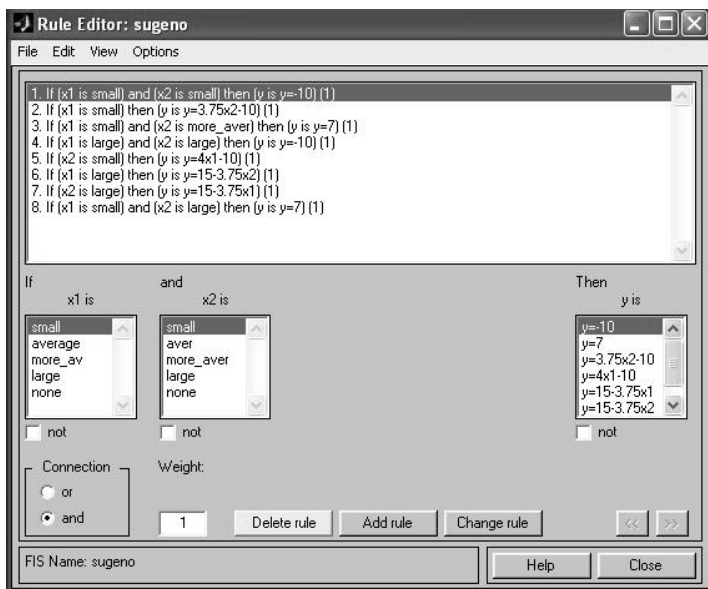 Rule Editor: sugeno
File Edit View Options
1. If (x1 is small) and (x2 is small) then (y is y=-10) (1)
2. If (x1 is small) then (y is y=3.75x2-10) (1)
3. If (x1 is small) and (x2 is more_aver) then (y is y=7) (1)
4. If (x1 is large) and (x2 is large) then (y is y=-10) (1)
5. If (x2 is small) then (y is y=4x1-10) (1)
6. If (x1 is large) then (y is y=15-3.75x2) (1)
7. If (x2 is large) then (y is y=15-3.75x1) (1)
8. If (x1 is small) and (x2 is large) then (y is y=7) (1)
If and Then
x1 is x2 is y is
small small y=-10
average aver y=7
more_av more_aver y=3.75x2-10
large large y=4x1-10
none none y=15-3.75x1
y=15-3.75x2
not not not
Connection Weight:
or
and 1 Delete rule Add rule Change rule << >>
FIS Name: sugeno Help Close